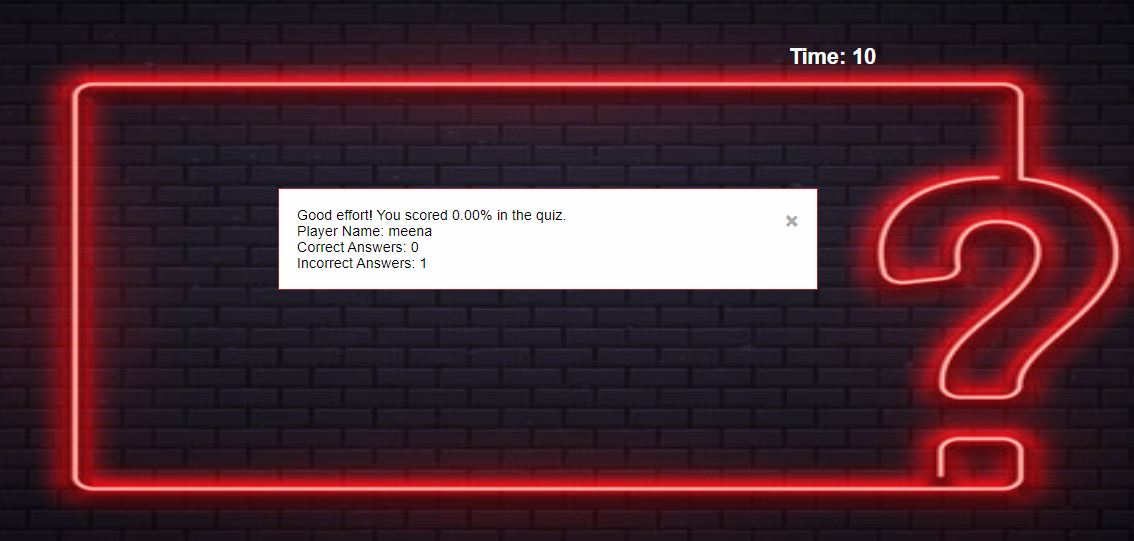 Time: 10
Good effort! You scored 0.00% in the quiz.
Player Name: meena
Correct Answers: 0
Incorrect Answers: 1